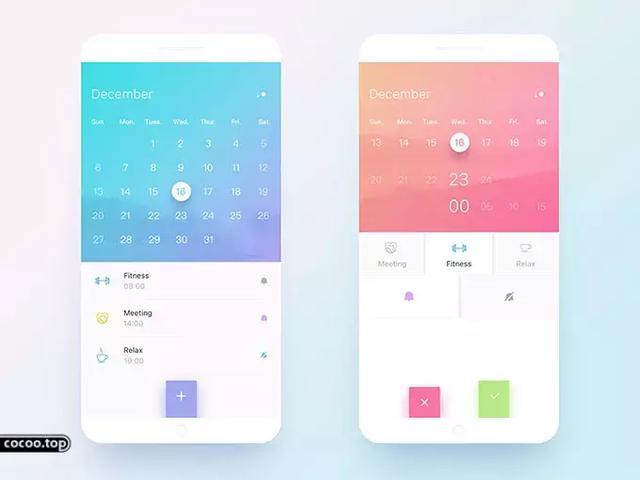 December
Sun. Mon. Tues. Wed. Thur. Fri. Sat.
1 2 3 4 5
6 7 8 9 10 11 12
13 14 15 16 17 18 19
20 21 22 23 24 25 26
27 28 29 30 31
Fitness
08:00
Meeting
14:00
Relax
19:00
+
December
Sun. Mon. Tues. Wed. Thur. Fri. Sat.
13 14 15 16 17 18 19
20 21 22 23 24
00 05 10 15
Meeting Fitness Relax
cocoo.top